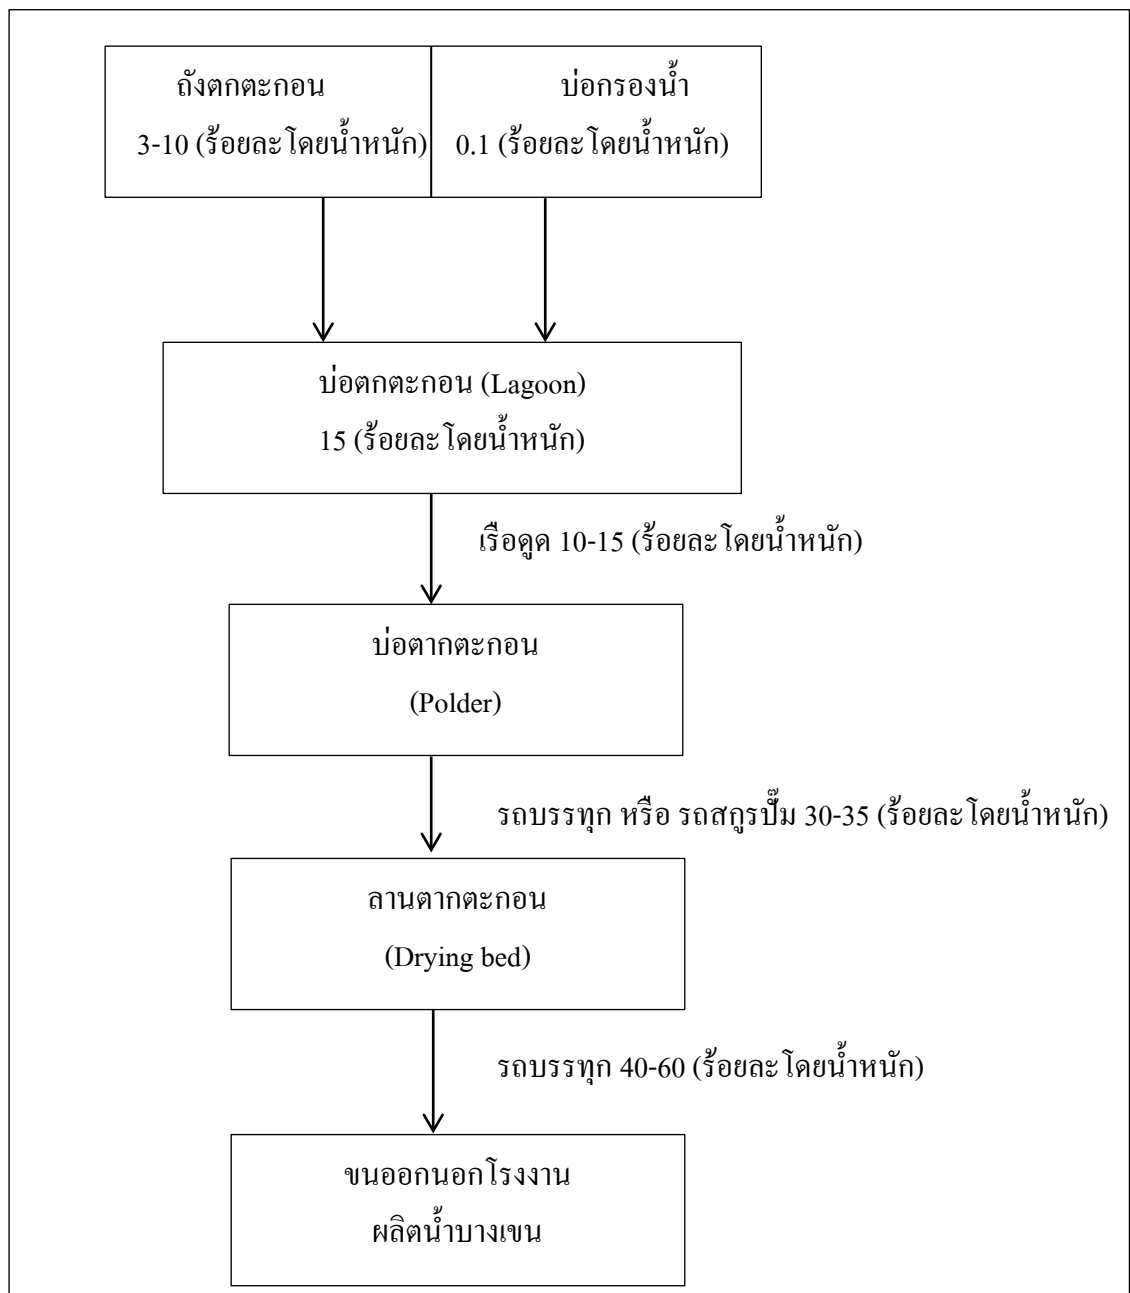 ถังตกตะกอน
3-10 (ร้อยละโดยน้ำหนัก)
บ่อกรองน้ำ
0.1 (ร้อยละโดยน้ำหนัก)
บ่อตกตะกอน (Lagoon)
15 (ร้อยละโดยน้ำหนัก)
เรือดูด 10-15 (ร้อยละโดยน้ำหนัก)
บ่อตากตะกอน
(Polder)
รถบรรทุก หรือ รถสกูรปั๊ม 30-35 (ร้อยละโดยน้ำหนัก)
ลานตากตะกอน
(Drying bed)
รถบรรทุก 40-60 (ร้อยละโดยน้ำหนัก)
ขนออกนอกโรงงาน
ผลิตน้ำบางเขน